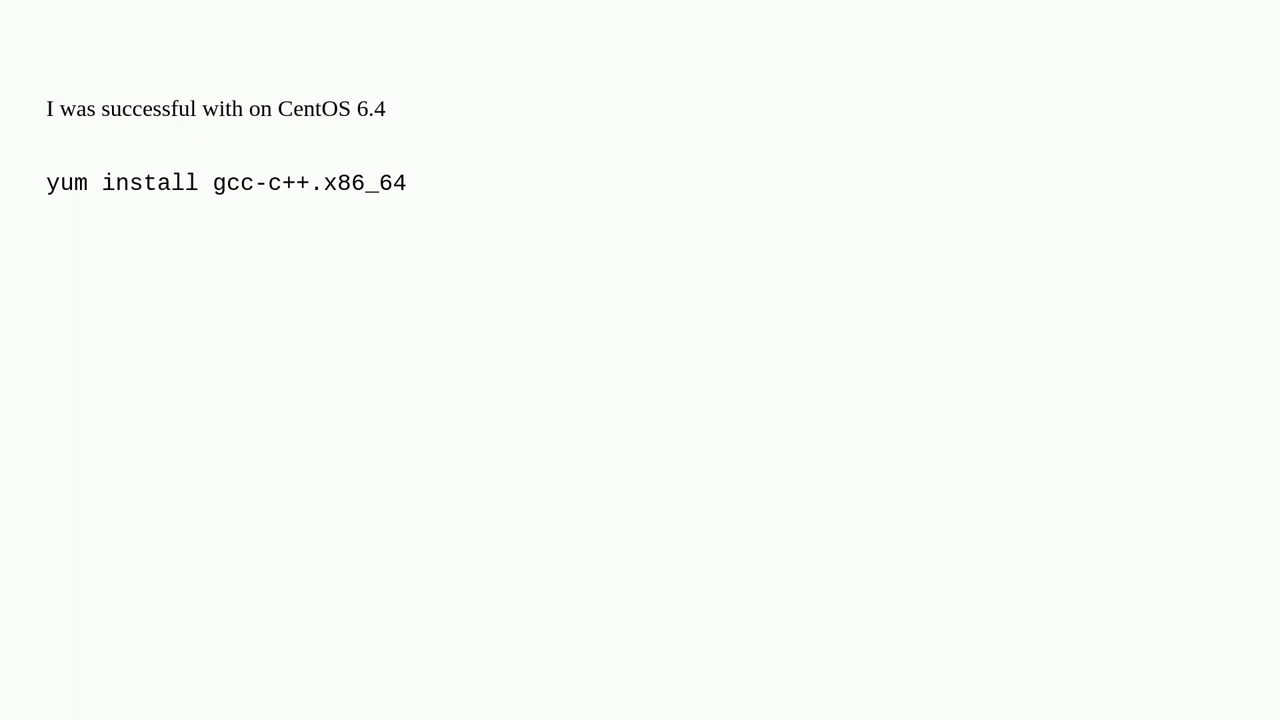 I was successful with on CentOS 6.4
yum install gcc-c++.x86_64